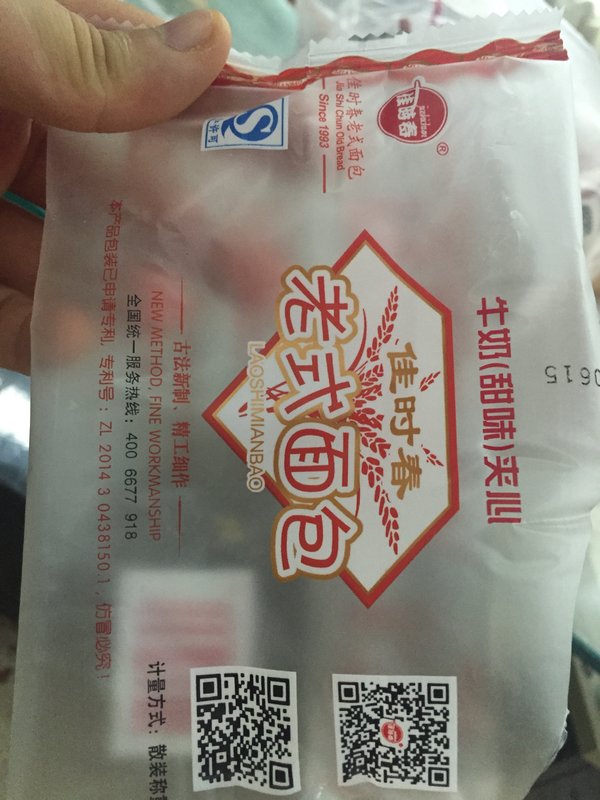 佳时春
®
佳时春老式面包
Jia Shi Chun Old Bread
Since 1993
许可
牛奶(甜味)夹心
佳时春
老式面包
LAOSHIMIANBAO
古法新制、精工细作
NEW METHOD, FINE WORKMANSHIP
全国统一服务热线：400 6677 918
本产品包装已申请专利，专利号：ZL 2014 3 0438150.1，仿冒必究！
计量方式：散装称
0615